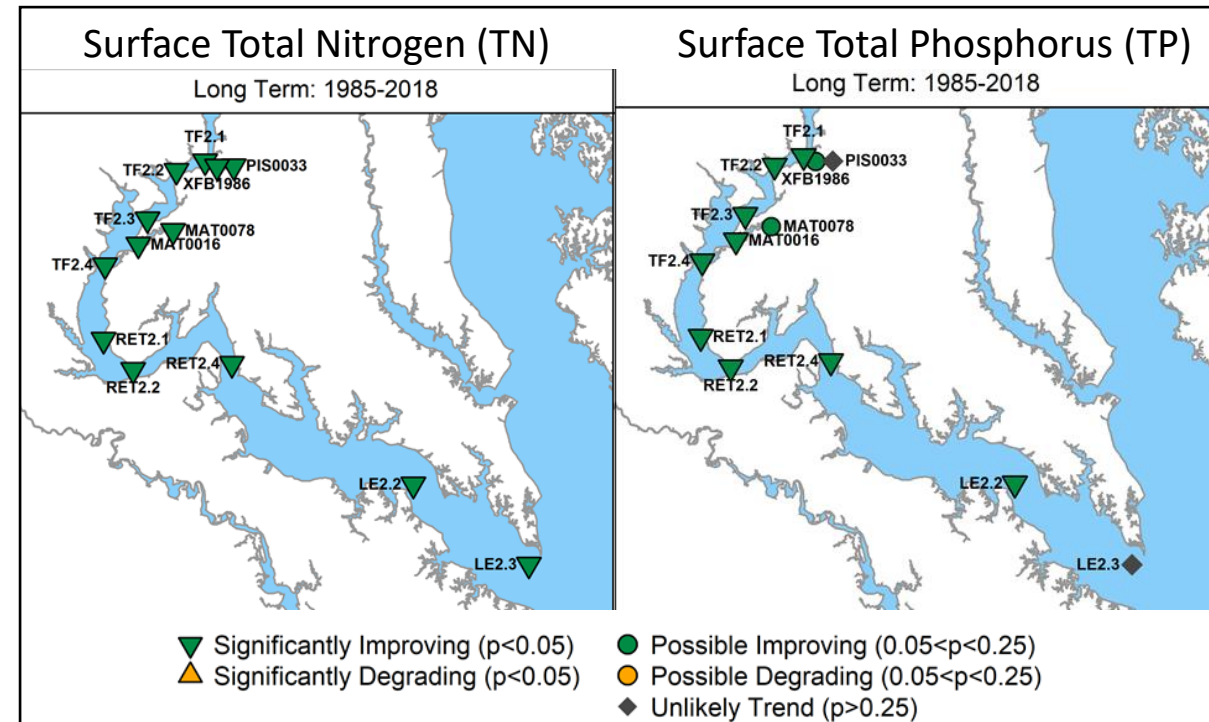 Surface Total Nitrogen (TN)
Long Term: 1985-2018
TF2.1
TF2.2
PIS0033
XFB1986
TF2.3
MAT0078
MAT0016
TF2.4
RET2.1
RET2.4
RET2.2
LE2.2
LE2.3
Surface Total Phosphorus (TP)
Long Term: 1985-2018
TF2.1
TF2.2
PIS0033
XFB1986
TF2.3
MAT0078
MAT0016
TF2.4
RET2.1
RET2.4
RET2.2
LE2.2
LE2.3
Significantly Improving (p<0.05)
Significantly Degrading (p<0.05)
Possible Improving (0.05<p<0.25)
Possible Degrading (0.05<p<0.25)
Unlikely Trend (p>0.25)